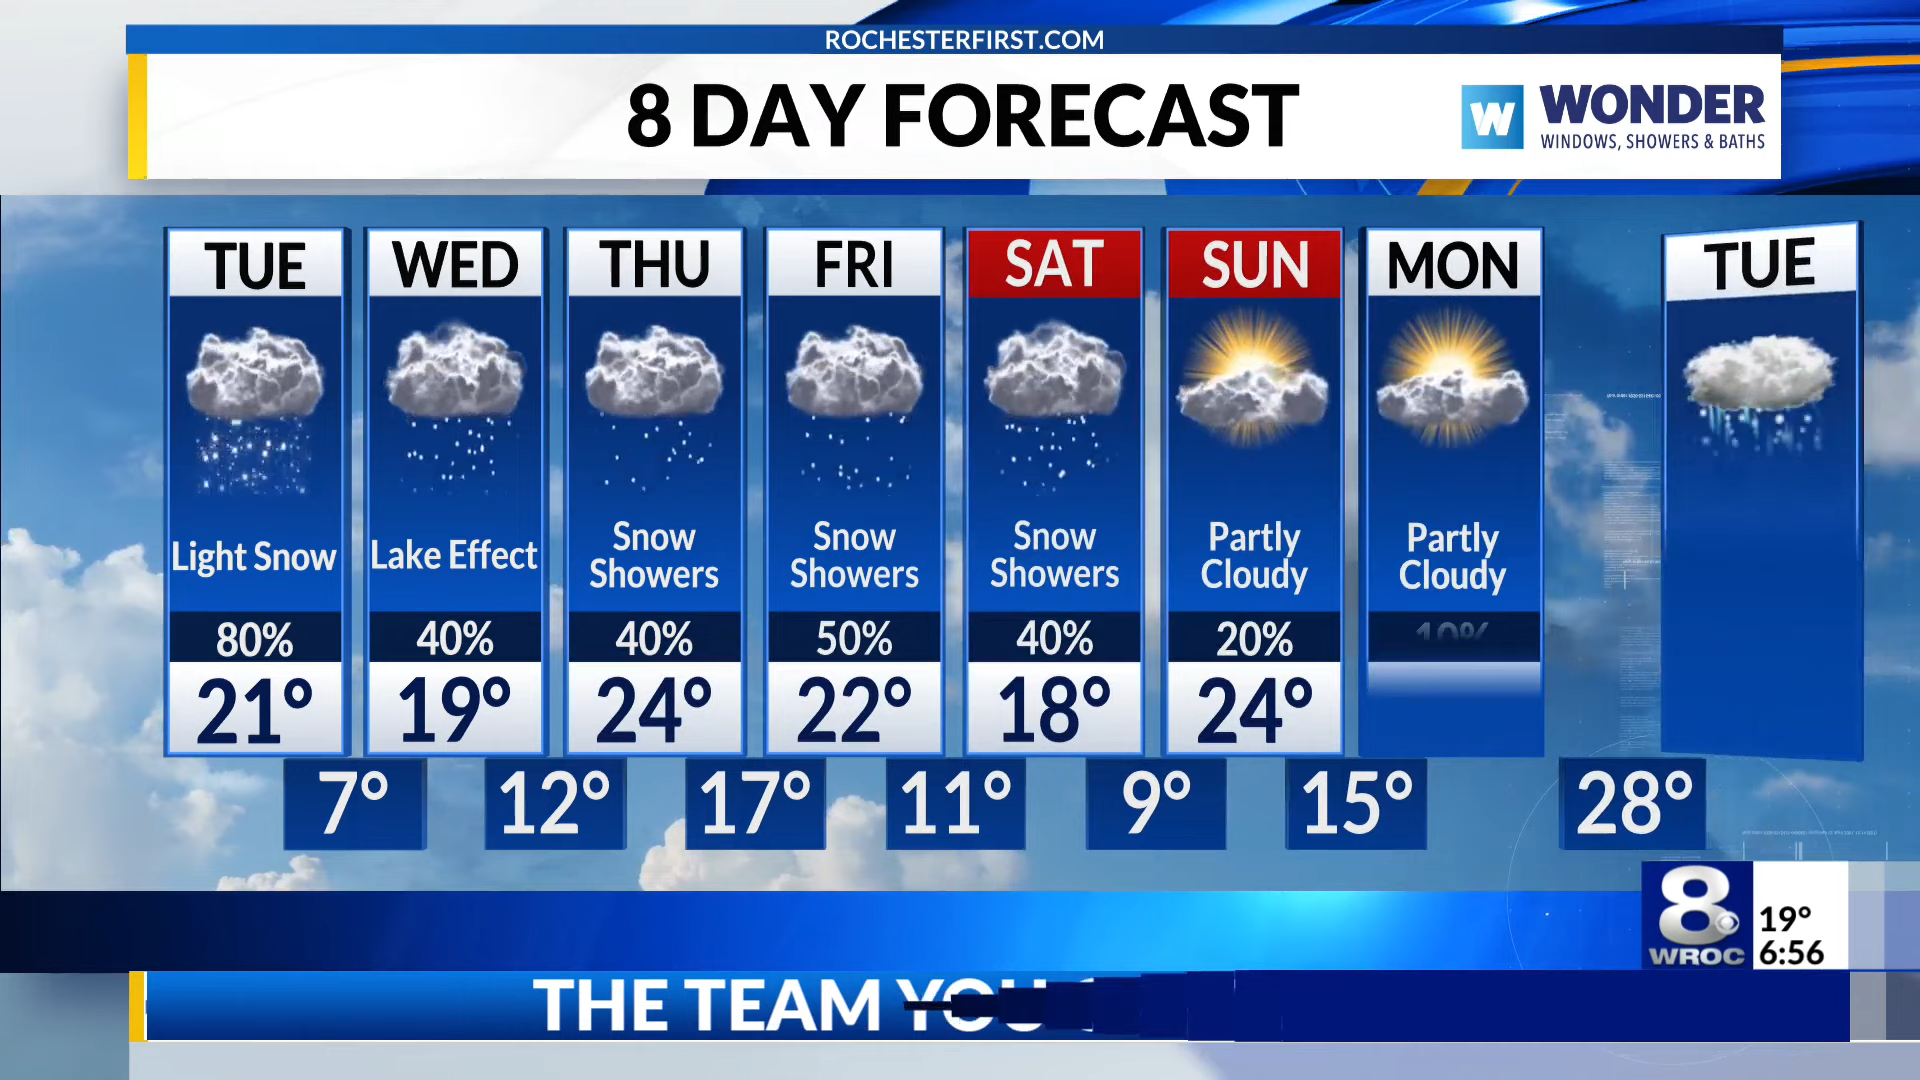 ROCHESTERFIRST.COM
8 DAY FORECAST
W WONDER
WINDOWS, SHOWERS & BATHS
TUE WED THU FRI SAT SUN MON TUE
Light Snow
Lake Effect
Snow
Showers
Snow
Showers
Snow
Showers
Partly
Cloudy
Partly
Cloudy
80% 40% 40% 50% 40% 20% 10%
21° 19° 24° 22° 18° 24°
7° 12° 17° 11° 9° 15° 28°
8
WROC
19°
6:56
THE TEAM YOU